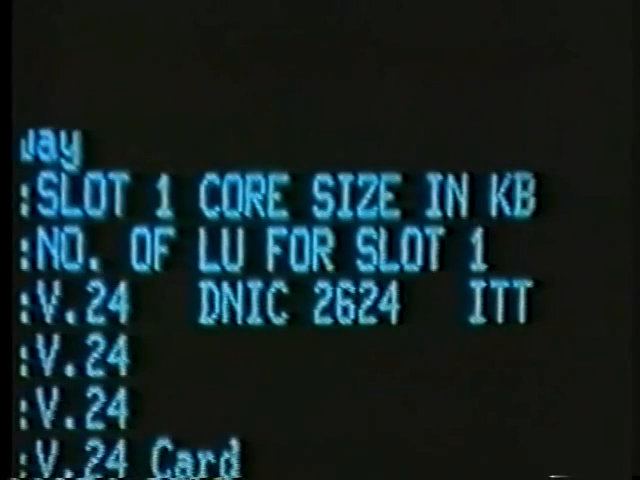 way
:SLOT 1 CORE SIZE IN KB
:NO. OF LU FOR SLOT 1
:V.24 DNIC 2624 ITT
:V.24
:V.24
:V.24 Card